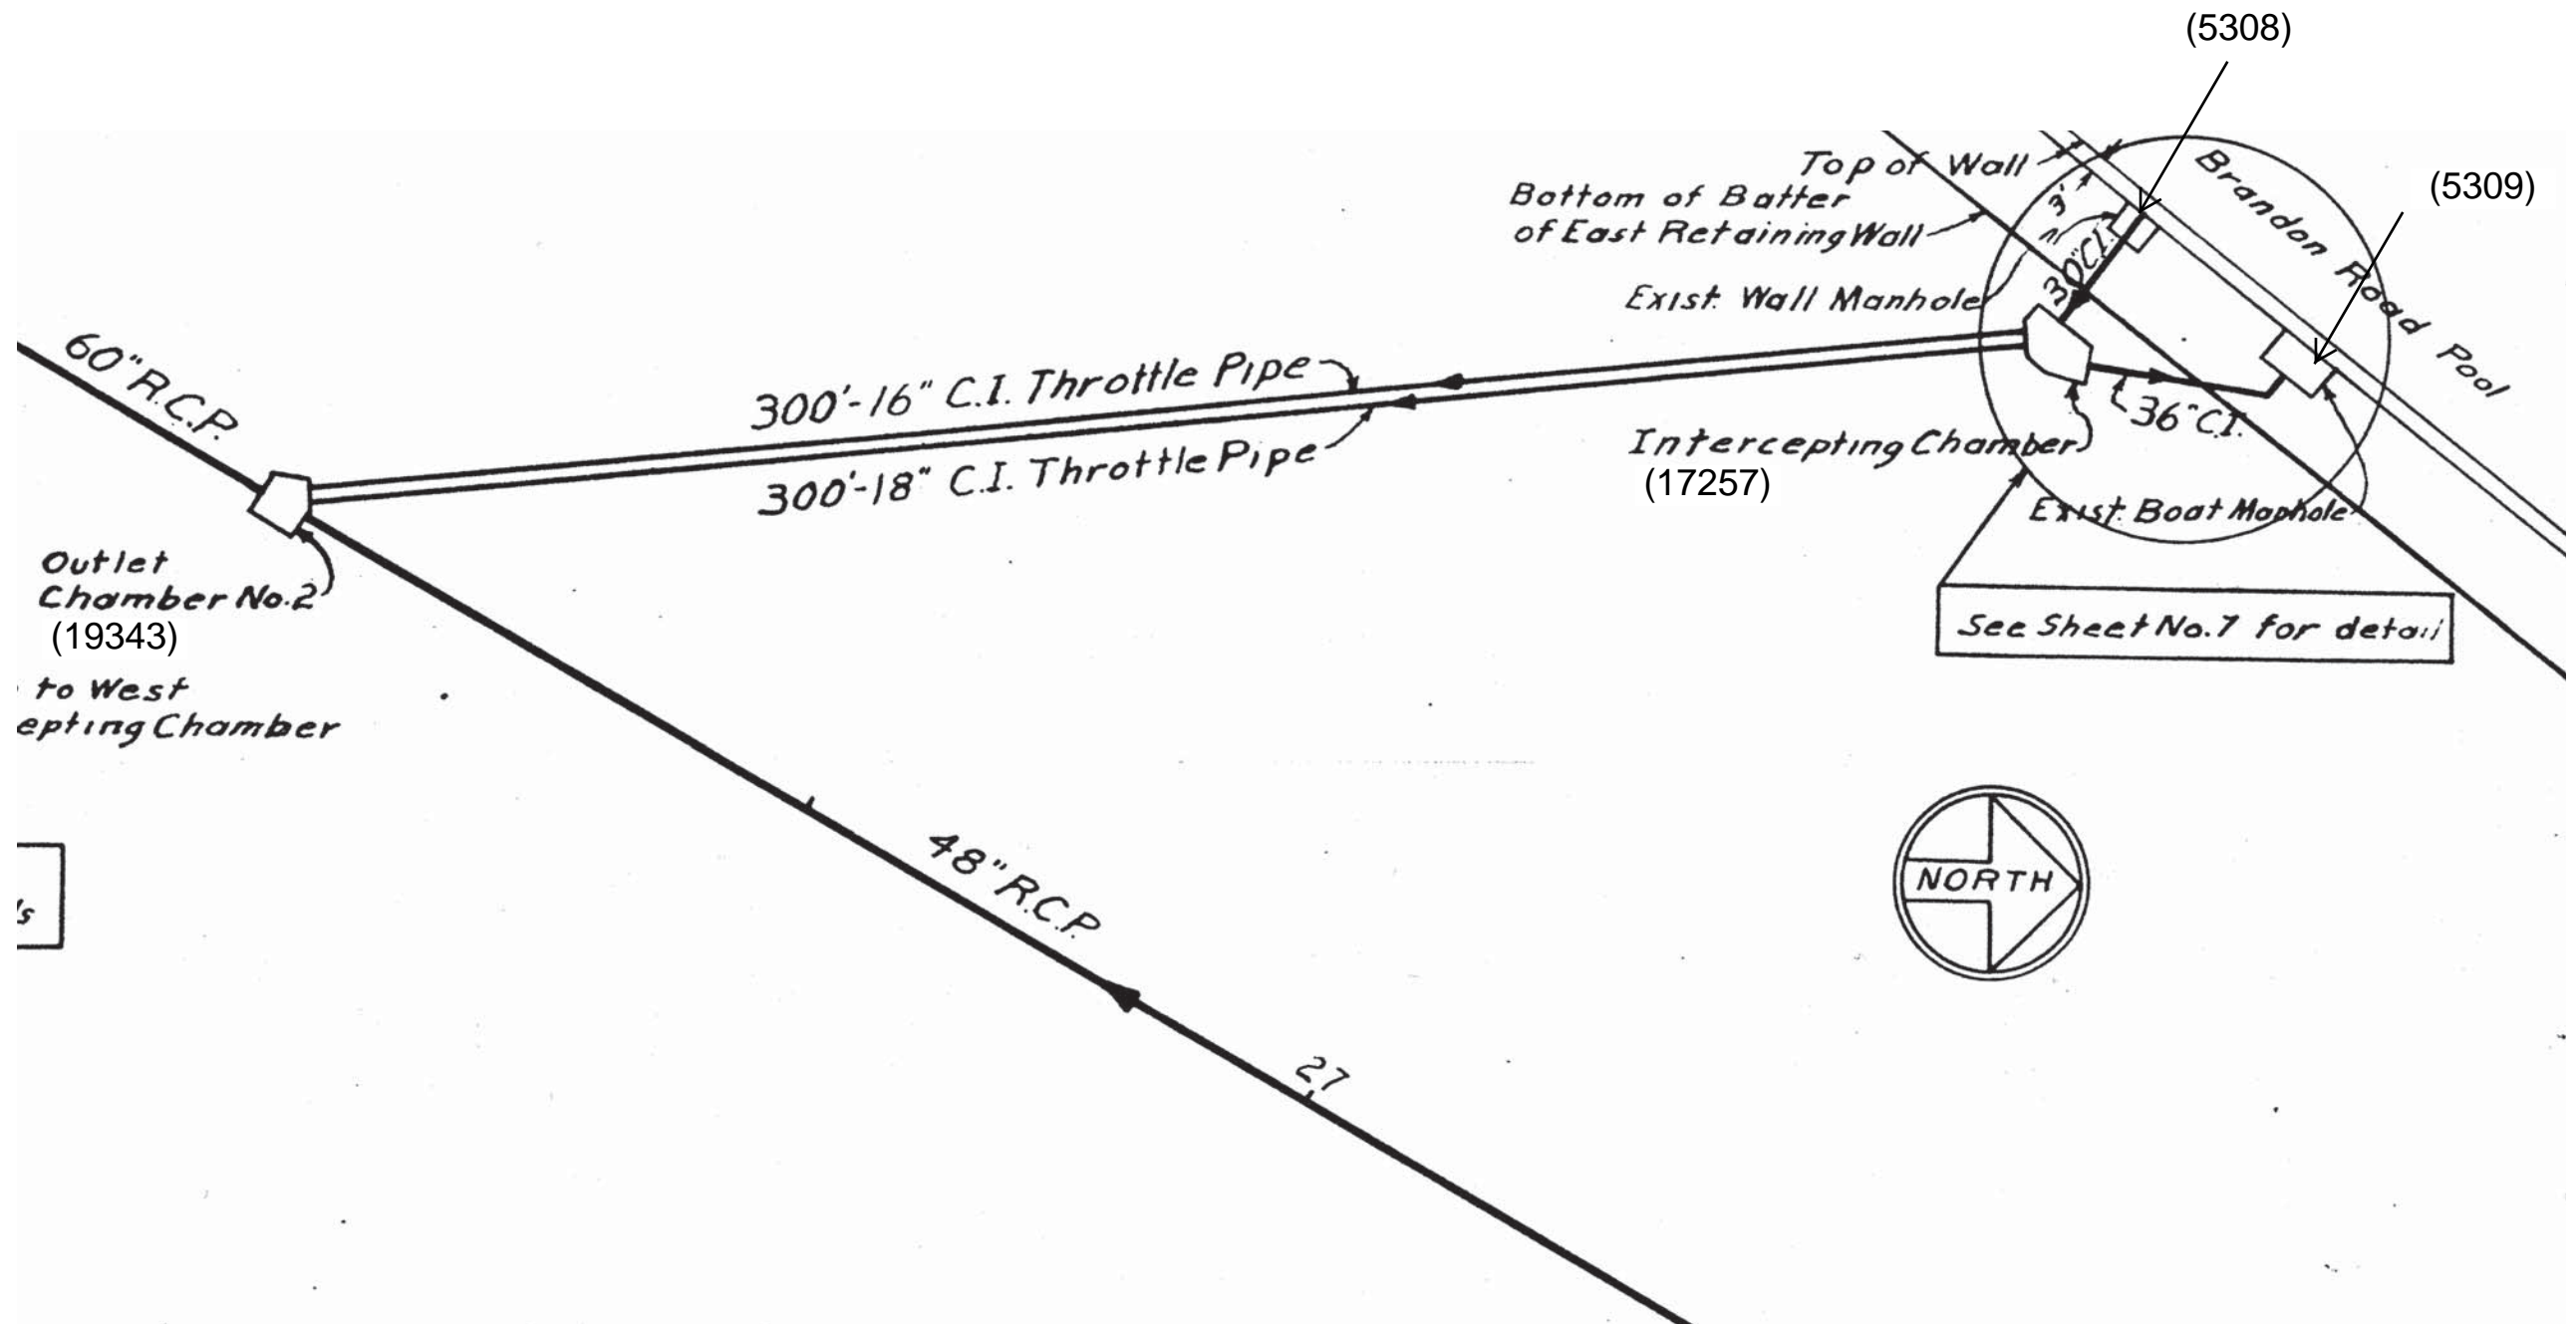 (5308)
(5309)
Top of Wall
Bottom of Batter
of East Retaining Wall
Brandon Road Pool
3'
30"C.I.
Exist. Wall Manhole
60"R.C.P.
300'-16" C.I. Throttle Pipe
300'-18" C.I. Throttle Pipe
36"C.I.
Intercepting Chamber
(17257)
Exist. Boat Manhole
Outlet
Chamber No.2
(19343)
See Sheet No.7 for detail
to West
epting Chamber
48"R.C.P.
ls
NORTH
27